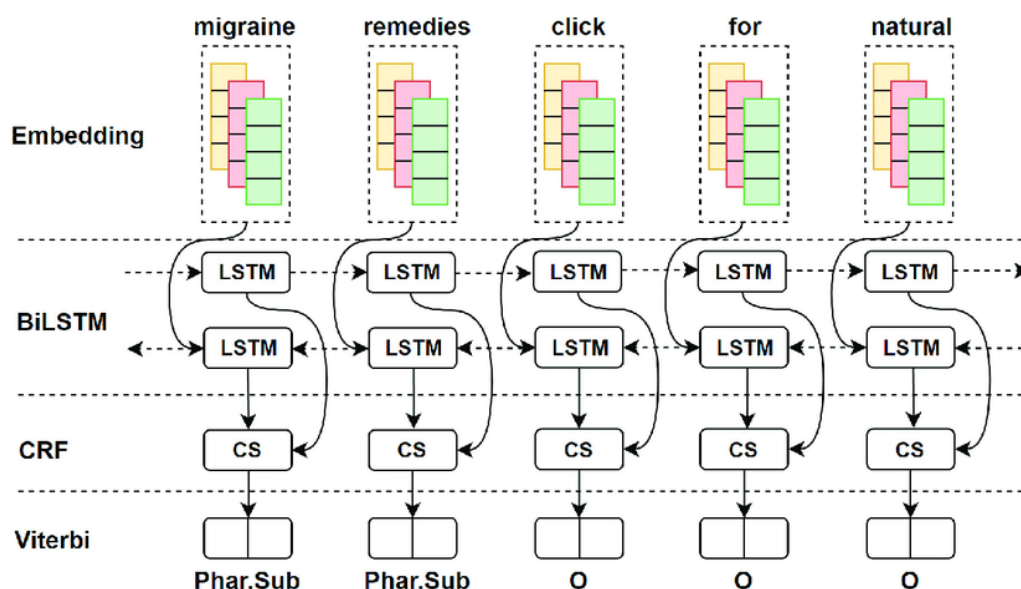 migraine remedies click for natural
Embedding
LSTM LSTM LSTM LSTM LSTM
BiLSTM
LSTM LSTM LSTM LSTM LSTM
CRF CS CS CS CS CS
Viterbi
Phar.Sub Phar.Sub O O O